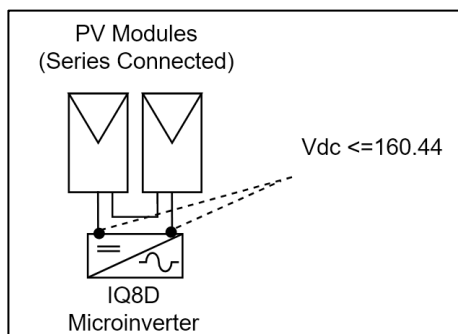 PV Modules
(Series Connected)
Vdc <=160.44
IQ8D
Microinverter